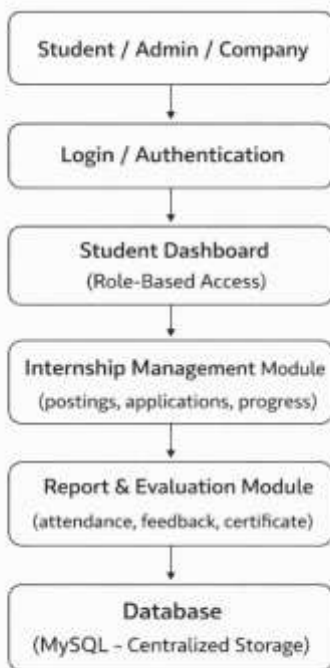 Student / Admin / Company
Login / Authentication
Student Dashboard
(Role-Based Access)
Internship Management Module
(postings, applications, progress)
Report & Evaluation Module
(attendance, feedback, certificate)
Database
(MySQL – Centralized Storage)